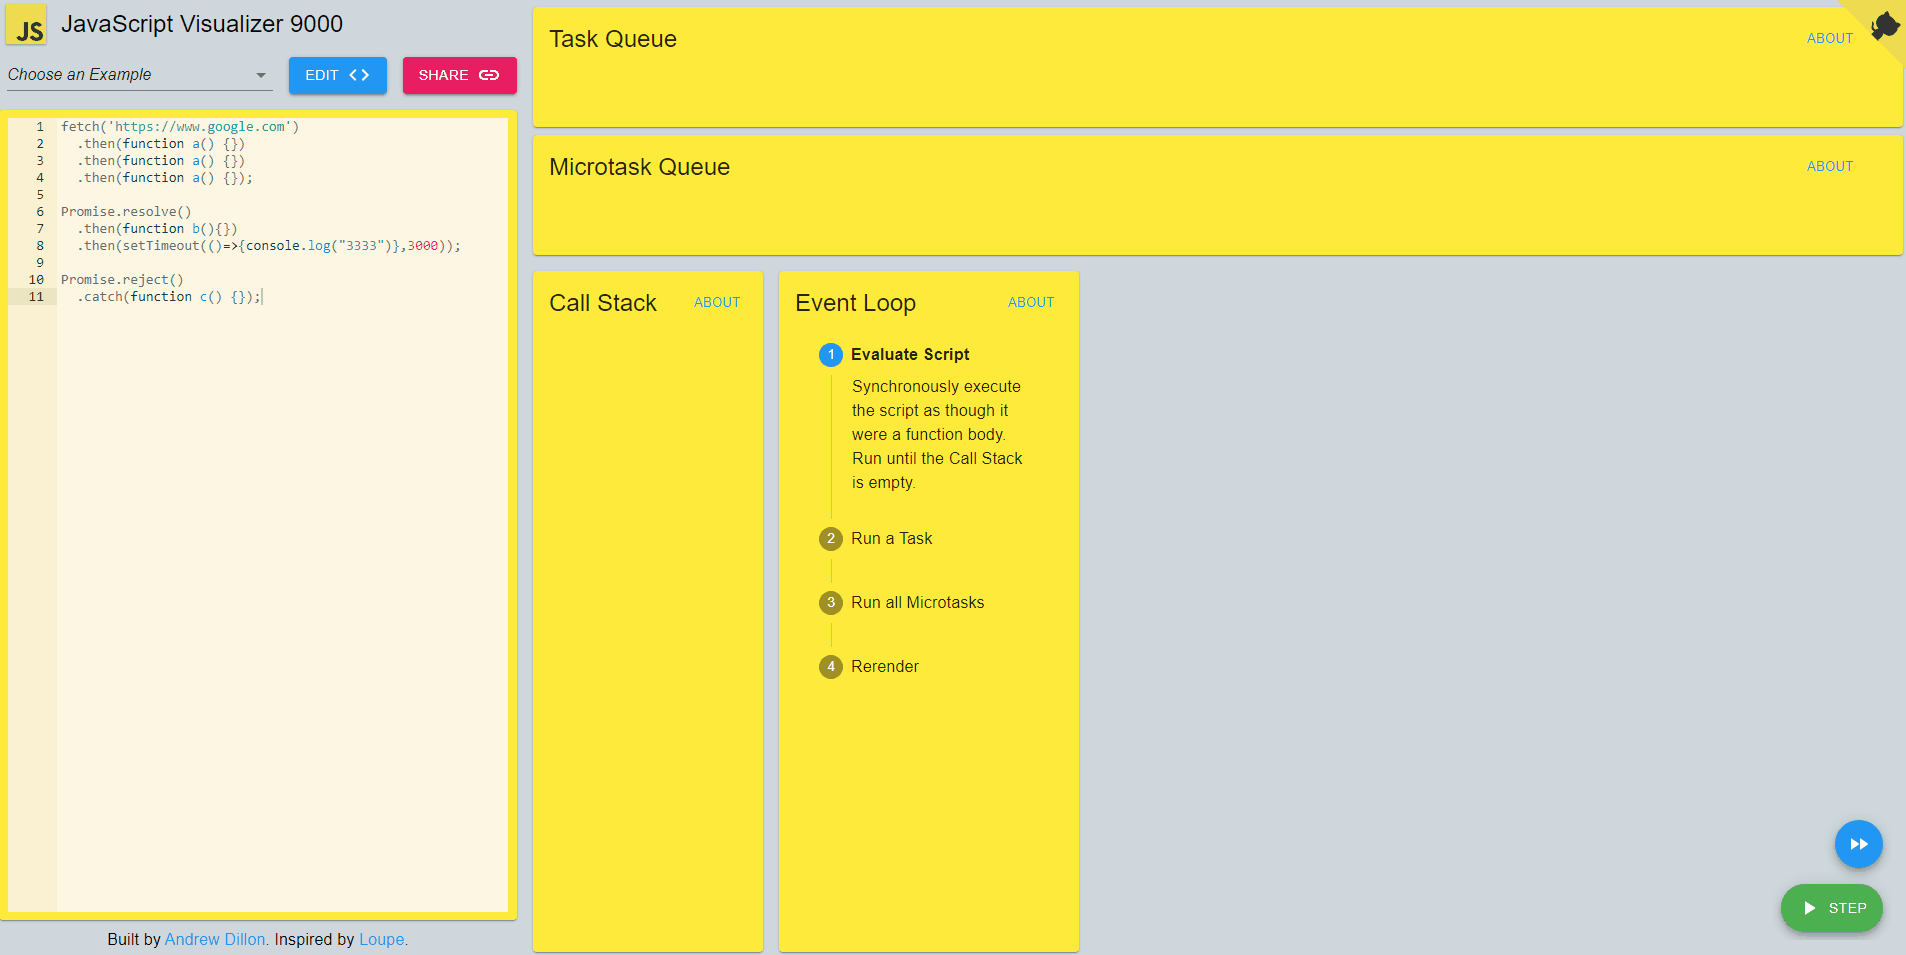 JS
JavaScript Visualizer 9000
Choose an Example
EDIT
SHARE
1 fetch('https://www.google.com')
2   .then(function a() {})
3   .then(function a() {})
4   .then(function a() {});
5
6 Promise.resolve()
7   .then(function b(){})
8   .then(setTimeout(()=>{console.log("3333")},3000));
9
10 Promise.reject()
11   .catch(function c() {});
Built by Andrew Dillon. Inspired by Loupe.
Task Queue
ABOUT
Microtask Queue
ABOUT
Call Stack
ABOUT
Event Loop
ABOUT
1 Evaluate Script
Synchronously execute
the script as though it
were a function body.
Run until the Call Stack
is empty.
2 Run a Task
3 Run all Microtasks
4 Rerender
STEP